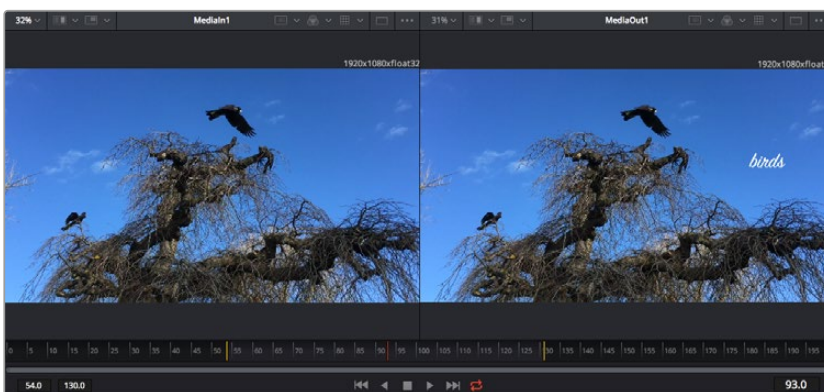 32% MediaIn1 31% MediaOut1
1920x1080xfloat32 1920x1080xfloat
birds
0 5 10 15 20 25 30 35 40 45 50 55 60 65 70 75 80 85 90 95 100 105 110 115 120 125 130 135 140 145 150 155 160 165 170 175 180 185 190 195
54.0 130.0 93.0